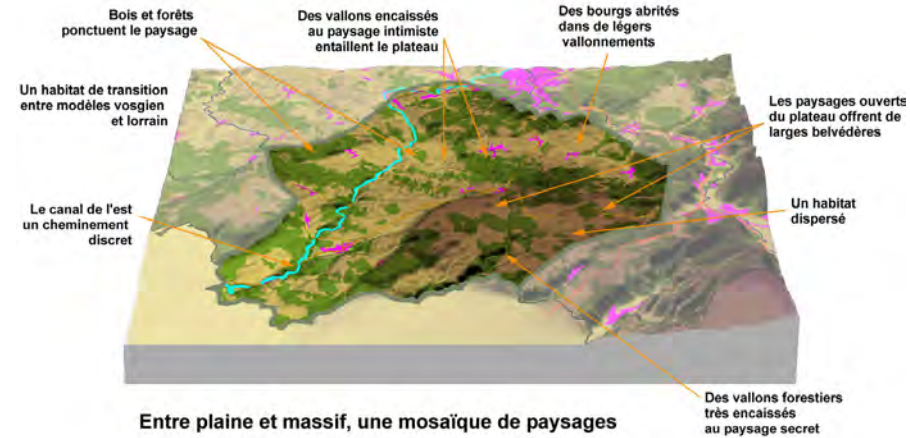 Bois et forêts
ponctuent le paysage
Des vallons encaissés
au paysage intimiste
entaillent le plateau
Des bourgs abrités
dans de légers
vallonnements
Un habitat de transition
entre modèles vosgien
et lorrain
Les paysages ouverts
du plateau offrent de
larges belvédères
Le canal de l'est
un cheminement
discret
Un habitat
dispersé
Des vallons forestiers
très encaissés
au paysage secret
Entre plaine et massif, une mosaïque de paysages